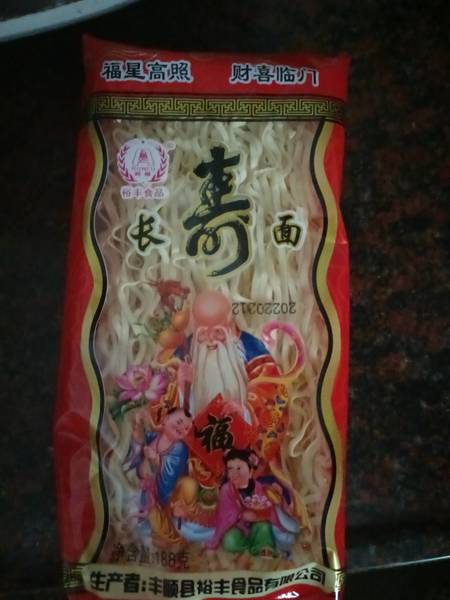 福星高照 财喜临门
裕丰食品
长寿面
20220312
福
净含量:188克
生产者:丰顺县裕丰食品有限公司